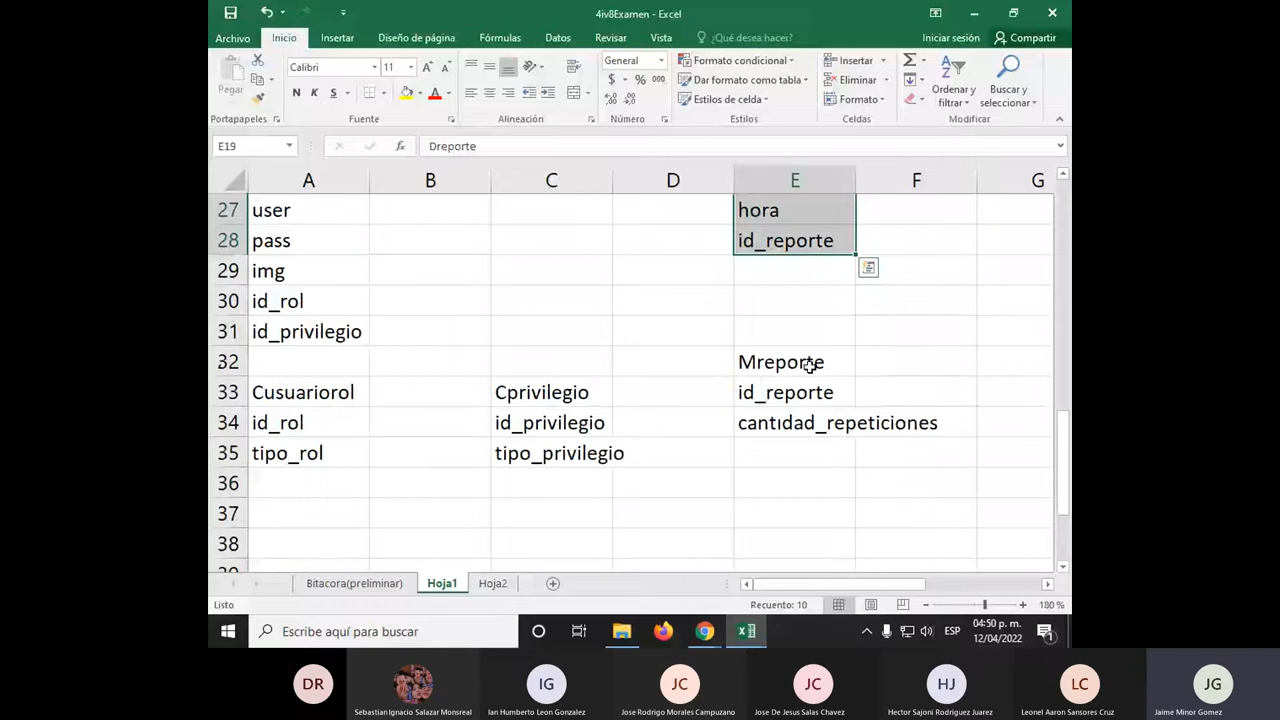 4iv8Examen - Excel
Archivo Inicio Insertar Diseño de página Fórmulas Datos Revisar Vista ¿Qué desea hacer? Iniciar sesión Compartir
Pegar
Calibri 11
N K S
General
$ % 000
Formato condicional
Dar formato como tabla
Estilos de celda
Insertar
Eliminar
Formato
Ordenar y filtrar
Buscar y seleccionar
Portapapeles Fuente Alineación Número Estilos Celdas Modificar
E19 fx Dreporte
A B C D E F G
27 user hora
28 pass id_reporte
29 img
30 id_rol
31 id_privilegio
32 Mreporte
33 Cusuariorol Cprivilegio id_reporte
34 id_rol id_privilegio cantidad_repeticiones
35 tipo_rol tipo_privilegio
36
37
38
Bitacora(preliminar) Hoja1 Hoja2
Listo Recuento: 10 180 %
Escribe aquí para buscar ESP 04:50 p. m.
12/04/2022
DR IG JC JC HJ LC JG
Sebastian Ignacio Salazar Monsreal Ian Humberto Leon Gonzalez Jose Rodrigo Morales Campuzano Jose De Jesus Salas Chavez Hector Sajoni Rodriguez Juarez Leonel Aaron Sansores Cruz Jaime Minor Gomez